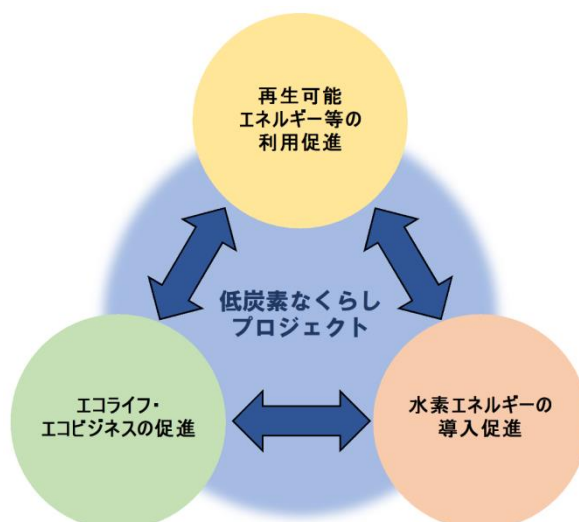 再生可能
エネルギー等の
利用促進
低炭素なくらし
プロジェクト
エコライフ・
エコビジネスの促進
水素エネルギーの
導入促進